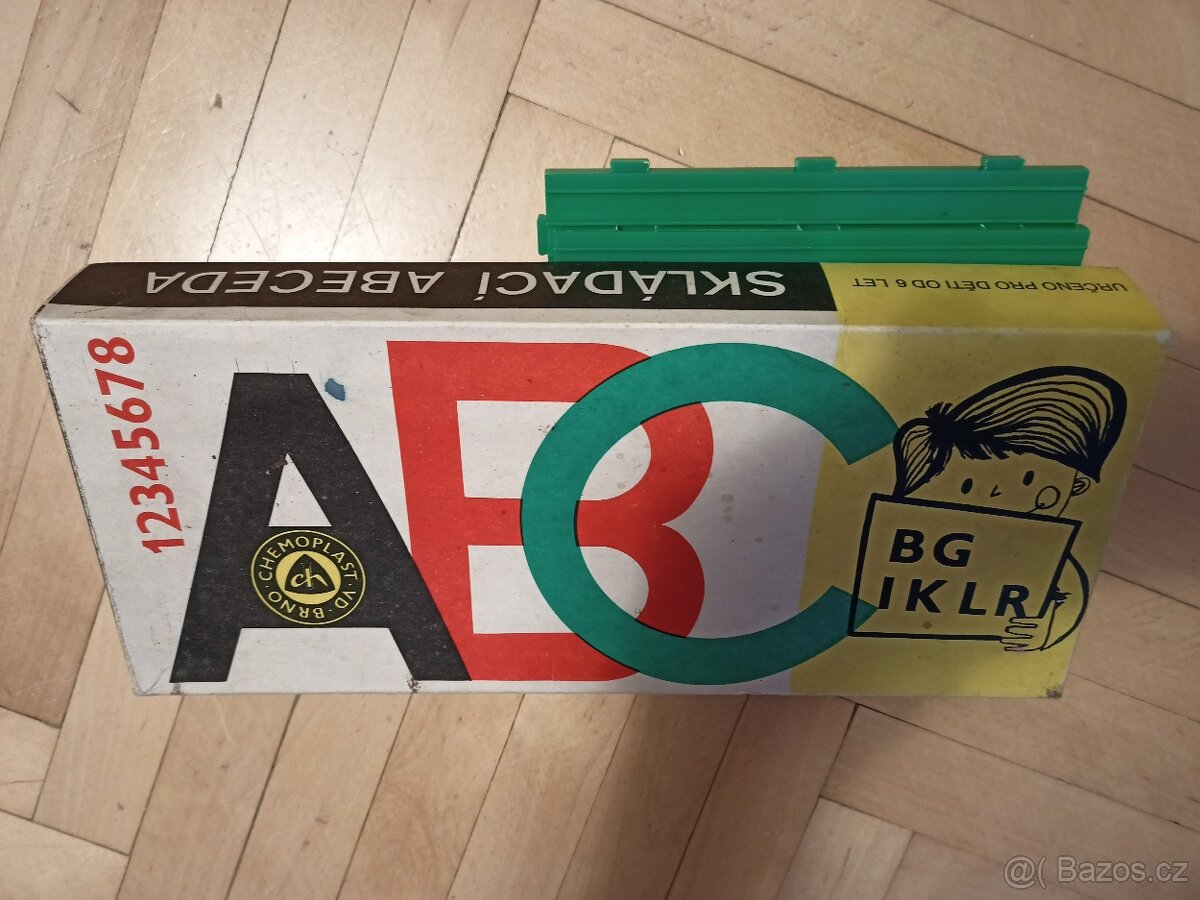 SKLÁDACÍ ABECEDA
URČENO PRO DĚTI OD 6 LET
12345678
ABC
CHEMOPLAST · VD · BRNO
ch
BG
IKLR
@( Bazos.cz